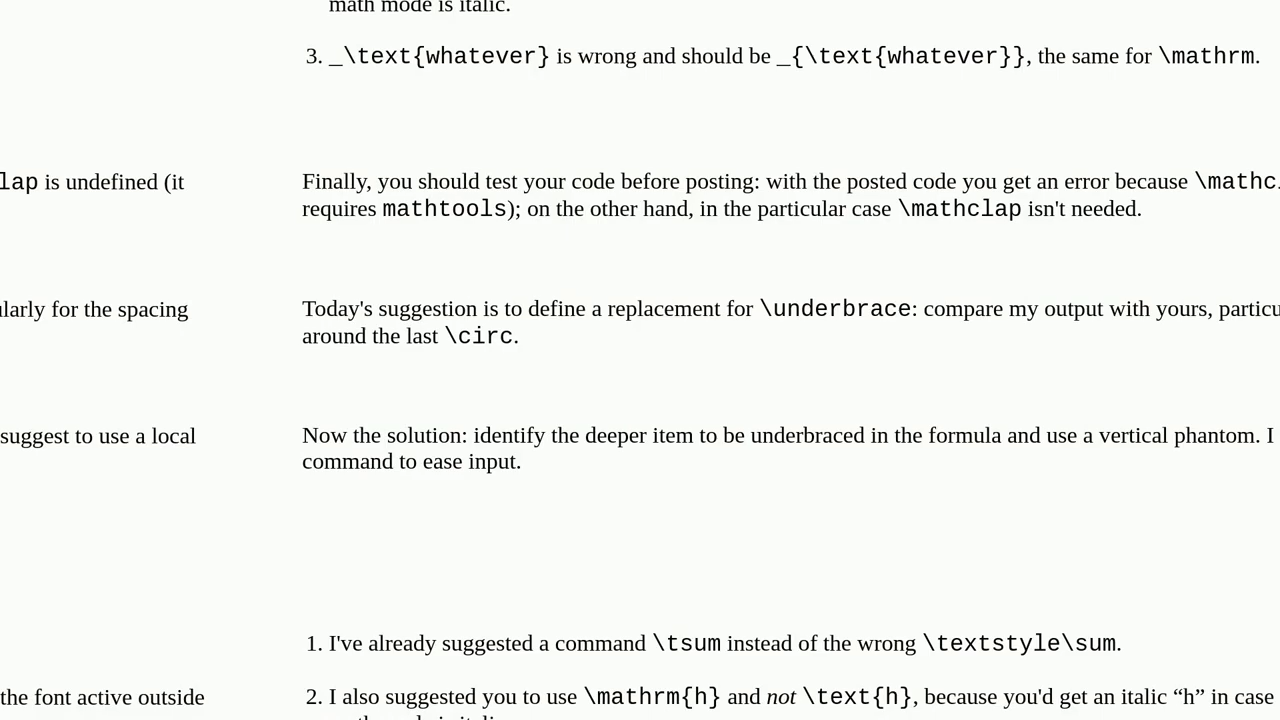 math mode is italic.
3. _\text{whatever} is wrong and should be _{\text{whatever}}, the same for \mathrm.
lap is undefined (it
Finally, you should test your code before posting: with the posted code you get an error because \mathc
requires mathtools); on the other hand, in the particular case \mathclap isn't needed.
larly for the spacing
Today's suggestion is to define a replacement for \underbrace: compare my output with yours, particu
around the last \circ.
suggest to use a local
Now the solution: identify the deeper item to be underbraced in the formula and use a vertical phantom. I
command to ease input.
1. I've already suggested a command \tsum instead of the wrong \textstyle\sum.
the font active outside
2. I also suggested you to use \mathrm{h} and not \text{h}, because you'd get an italic “h” in case